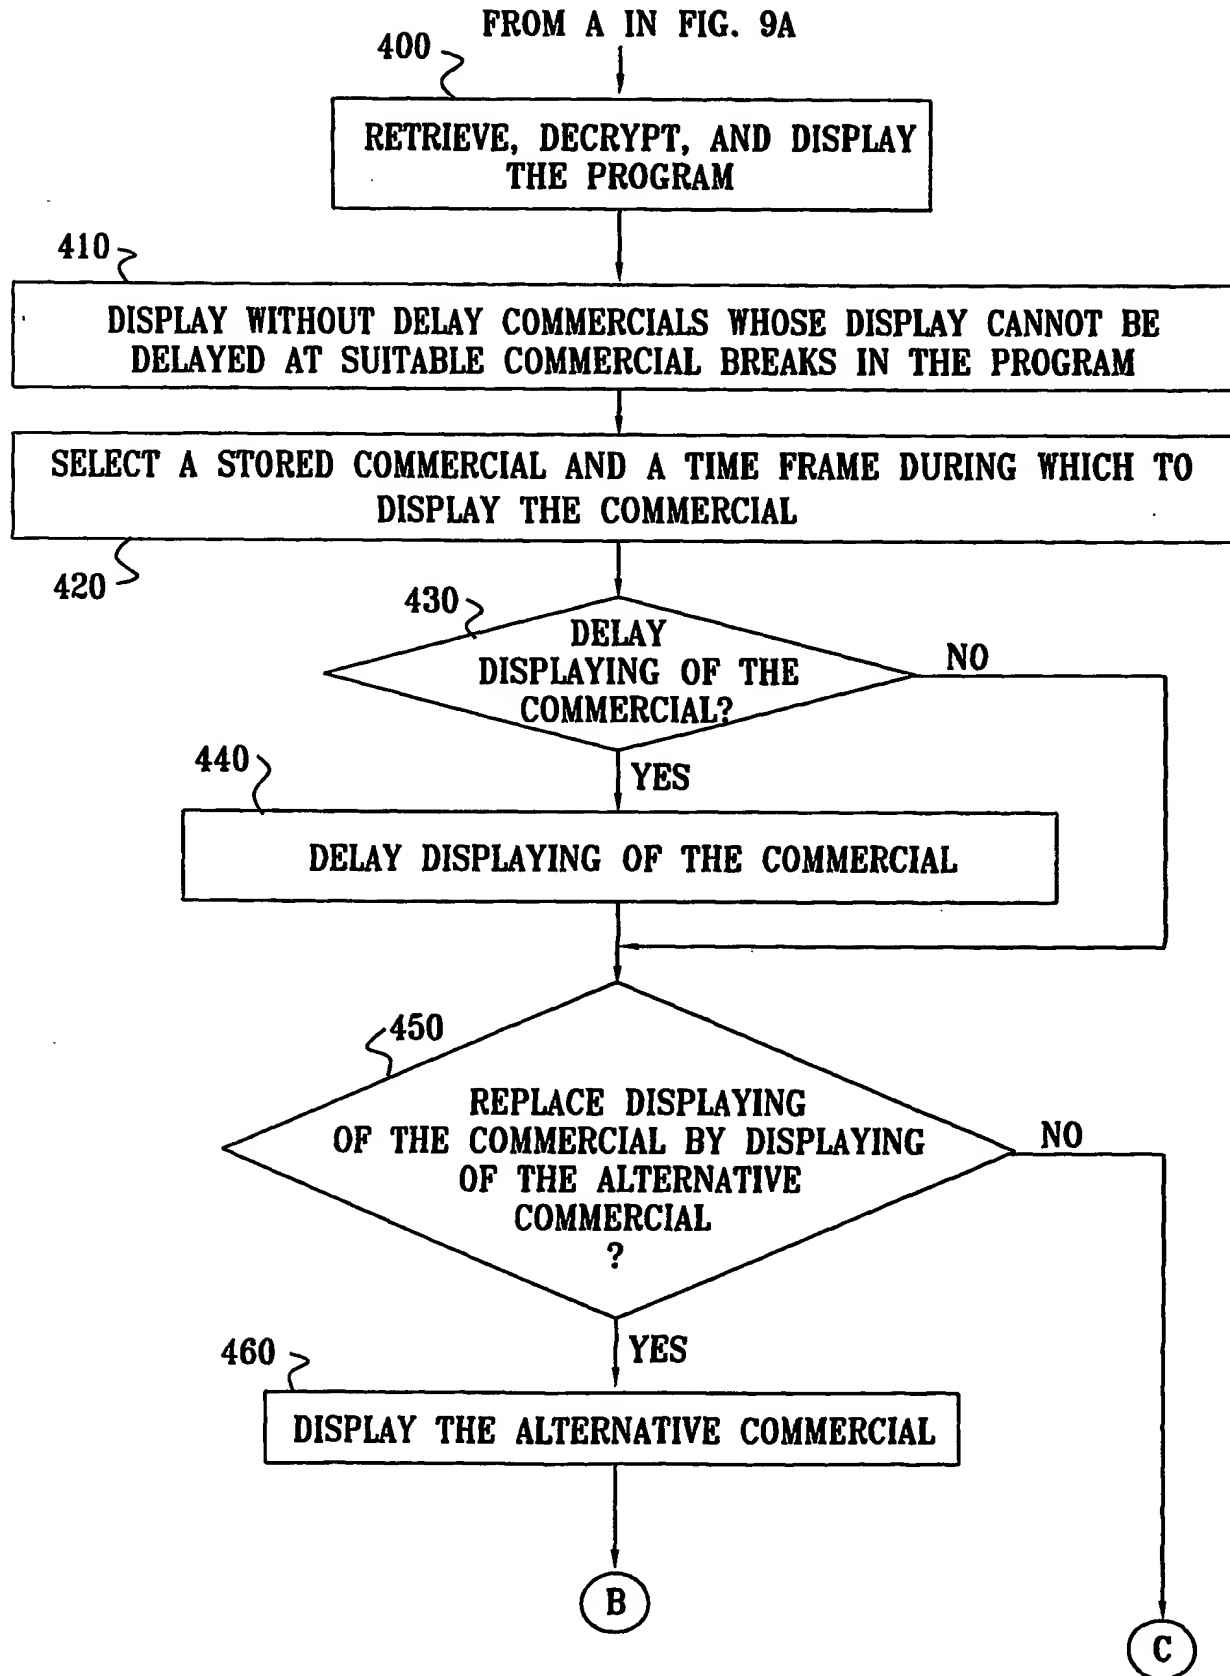 FROM A IN FIG. 9A
400
RETRIEVE, DECRYPT, AND DISPLAY
THE PROGRAM
410
DISPLAY WITHOUT DELAY COMMERCIALS WHOSE DISPLAY CANNOT BE
DELAYED AT SUITABLE COMMERCIAL BREAKS IN THE PROGRAM
SELECT A STORED COMMERCIAL AND A TIME FRAME DURING WHICH TO
DISPLAY THE COMMERCIAL
420
430
DELAY
DISPLAYING OF THE
COMMERCIAL?
NO
YES
440
DELAY DISPLAYING OF THE COMMERCIAL
450
REPLACE DISPLAYING
OF THE COMMERCIAL BY DISPLAYING
OF THE ALTERNATIVE
COMMERCIAL
?
NO
YES
460
DISPLAY THE ALTERNATIVE COMMERCIAL
B
C